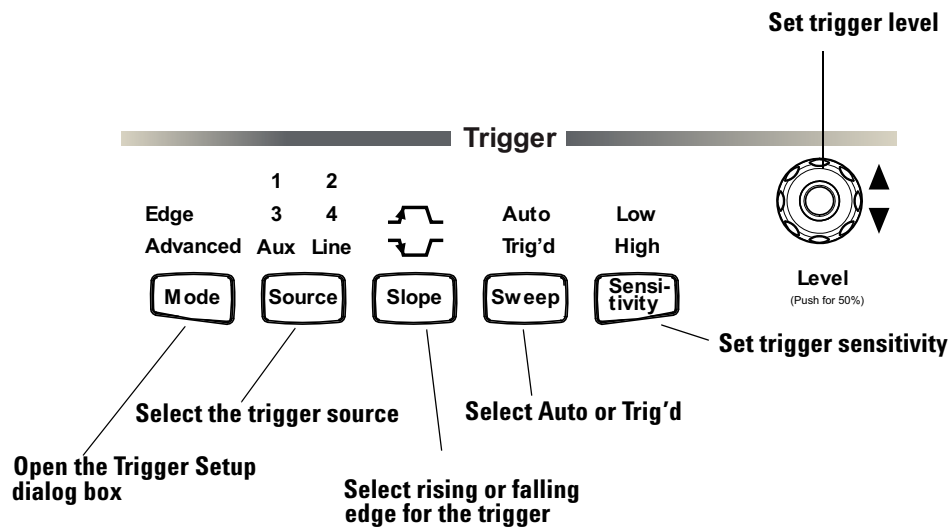 Set trigger level
Trigger
1 2
Edge 3 4 Auto Low
Advanced Aux Line Trig'd High
Mode Source Slope Sweep Sensi-
tivity
Level
(Push for 50%)
Set trigger sensitivity
Select the trigger source
Select Auto or Trig'd
Open the Trigger Setup
dialog box
Select rising or falling
edge for the trigger